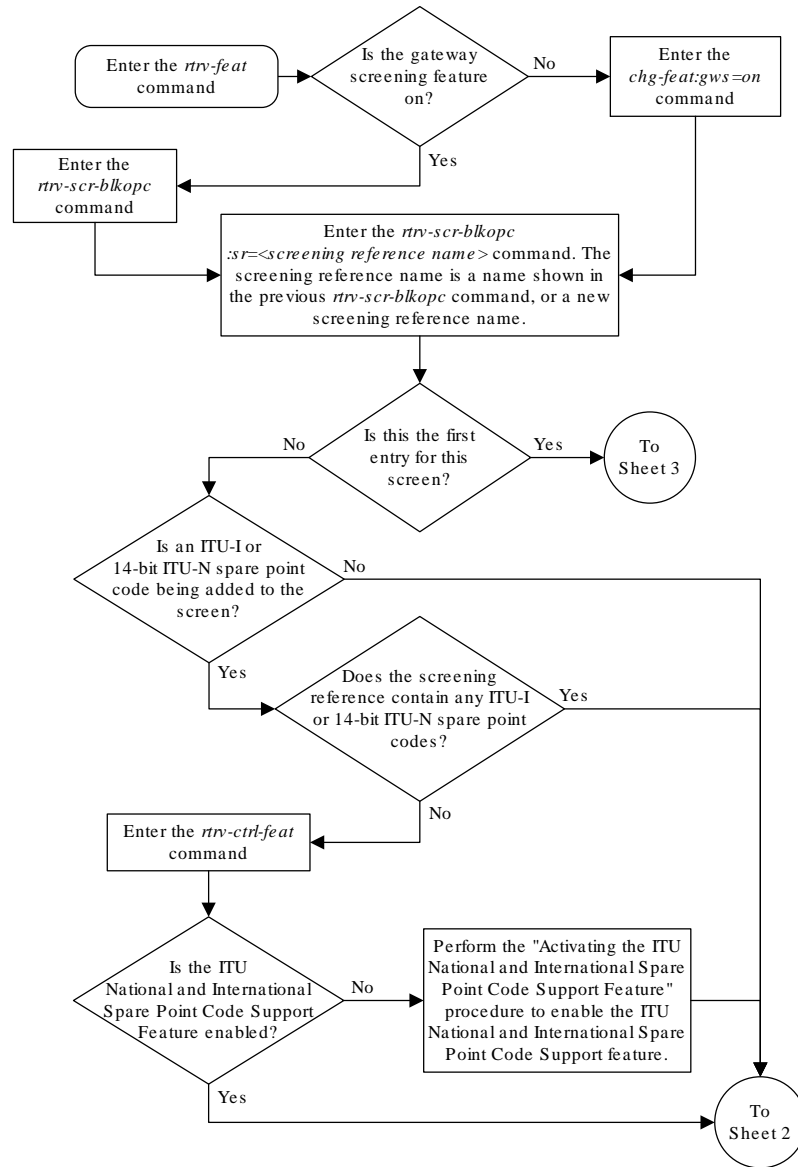 Enter the rtrv-feat
command
Is the gateway
screening feature
on?
No
Enter the
chg-feat:gws=on
command
Yes
Enter the
rtrv-scr-blkopc
command
Enter the rtrv-scr-blkopc
:sr=<screening reference name> command. The
screening reference name is a name shown in
the previous rtrv-scr-blkopc command, or a new
screening reference name.
No
Is this the first
entry for this
screen?
Yes
To
Sheet 3
Is an ITU-I or
14-bit ITU-N spare point
code being added to the
screen?
No
Yes
Does the screening
reference contain any ITU-I
or 14-bit ITU-N spare point
codes?
Yes
No
Enter the rtrv-ctrl-feat
command
Is the ITU
National and International
Spare Point Code Support
Feature enabled?
No
Perform the "Activating the ITU
National and International Spare
Point Code Support Feature"
procedure to enable the ITU
National and International Spare
Point Code Support feature.
Yes
To
Sheet 2